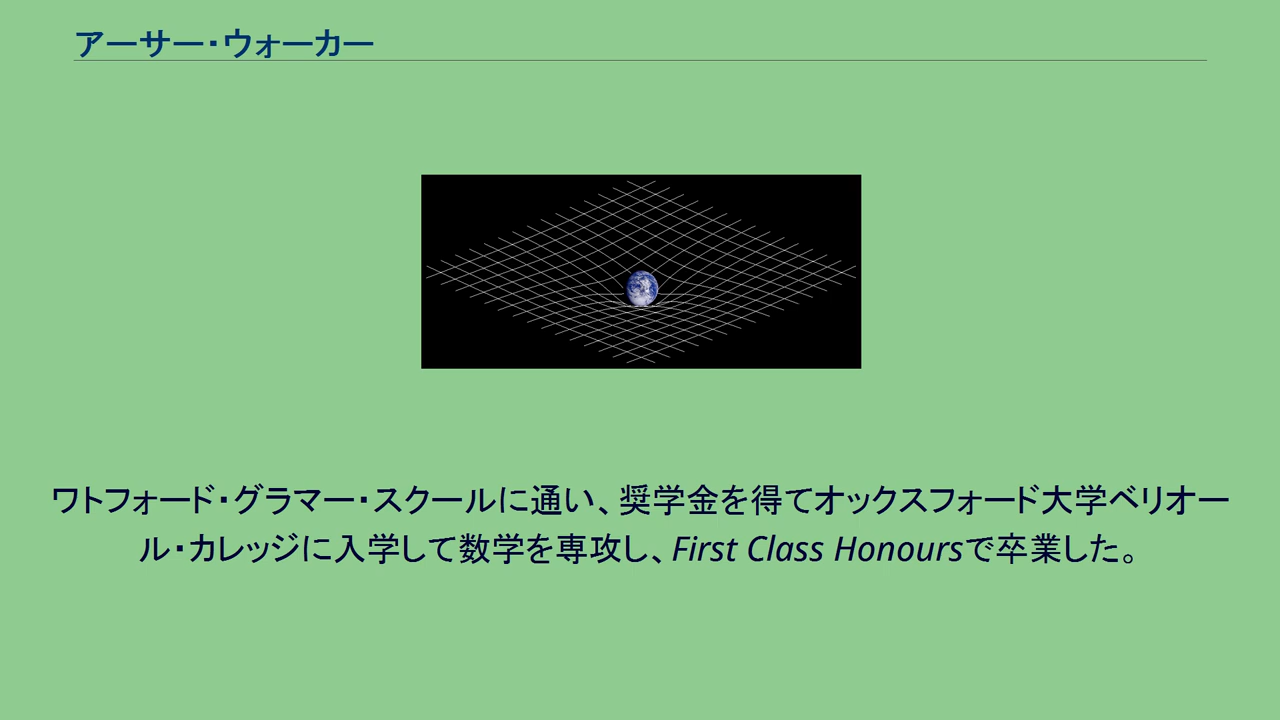 アーサー・ウォーカー
ワトフォード・グラマー・スクールに通い、奨学金を得てオックスフォード大学ベリオー
ル・カレッジに入学して数学を専攻し、First Class Honoursで卒業した。